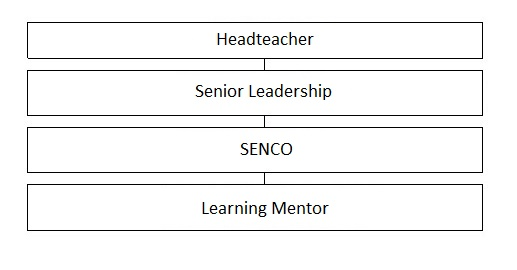 Headteacher
Senior Leadership
SENCO
Learning Mentor